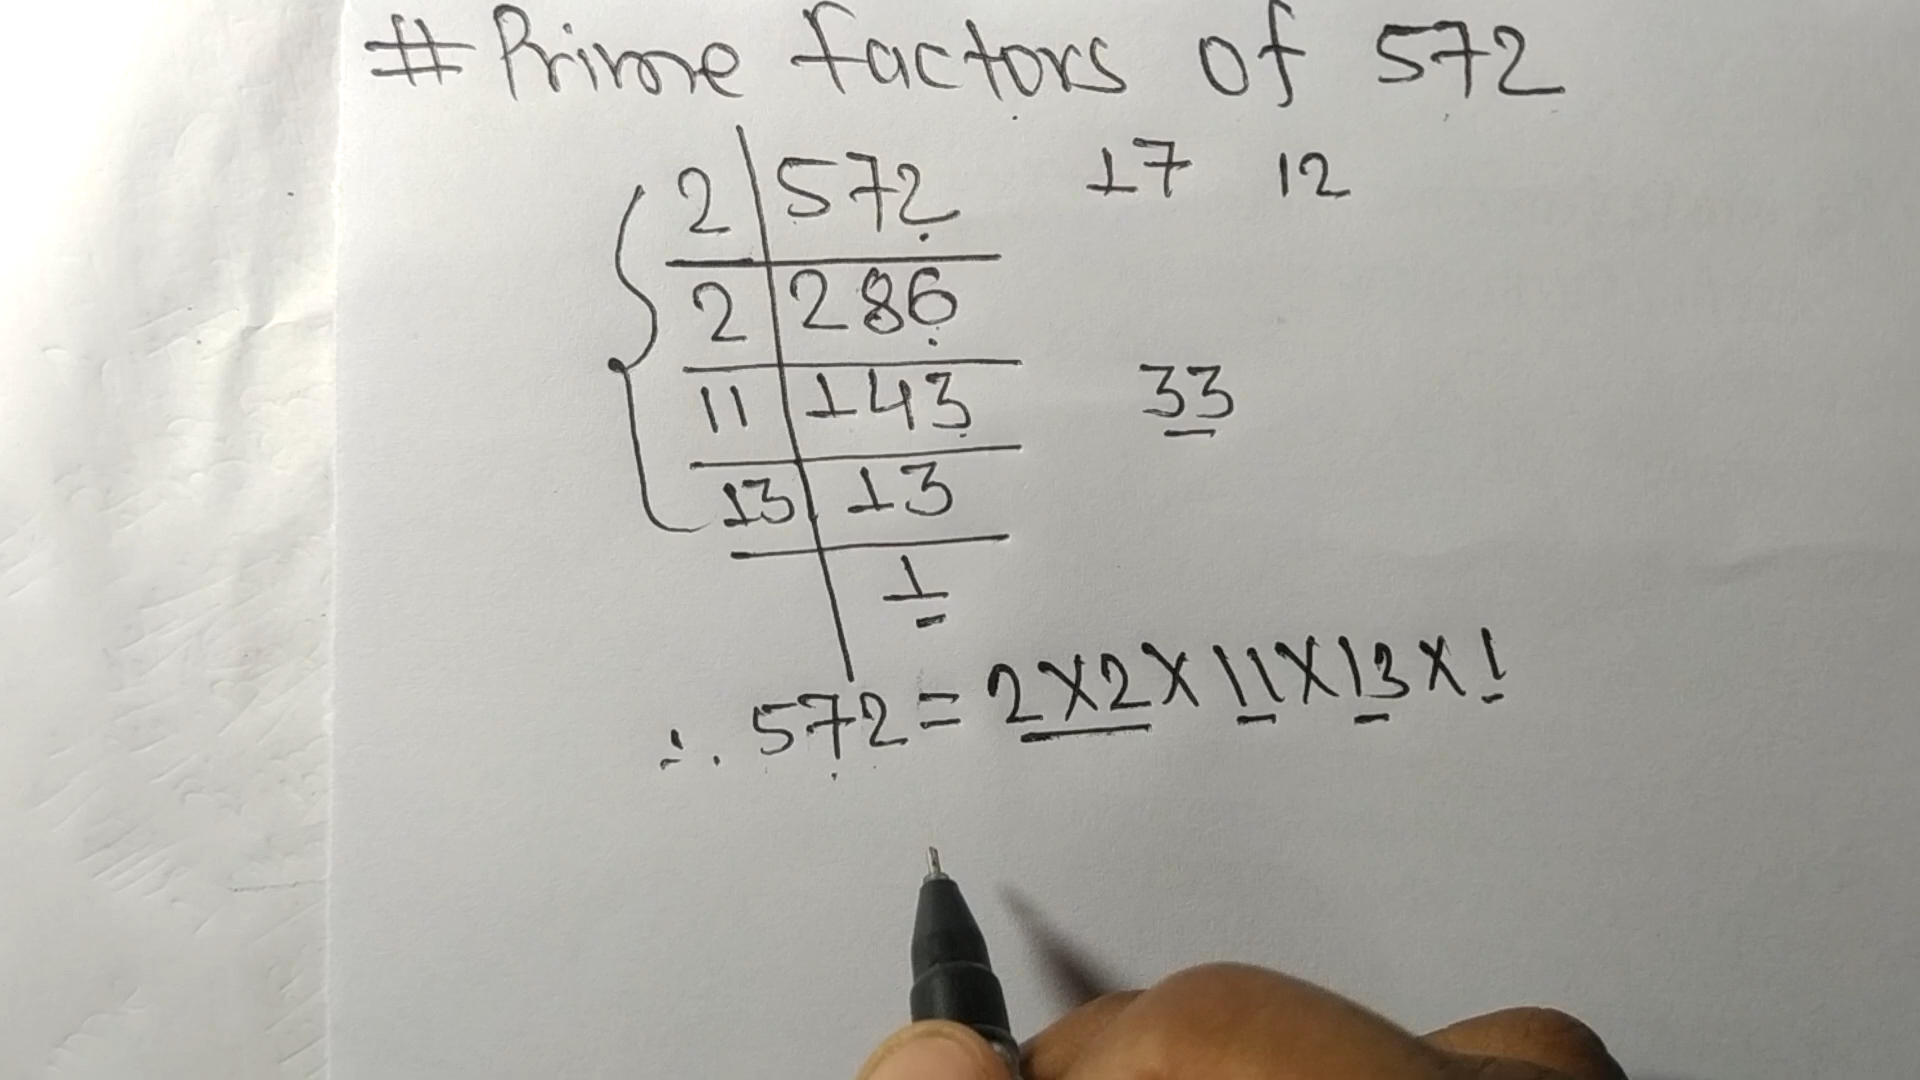 # Prime factors of 572
2 | 572 17 12
2 | 286
11 | 143 33
13 | 13
1
∴ 572 = 2 × 2 × 11 × 13 × 1